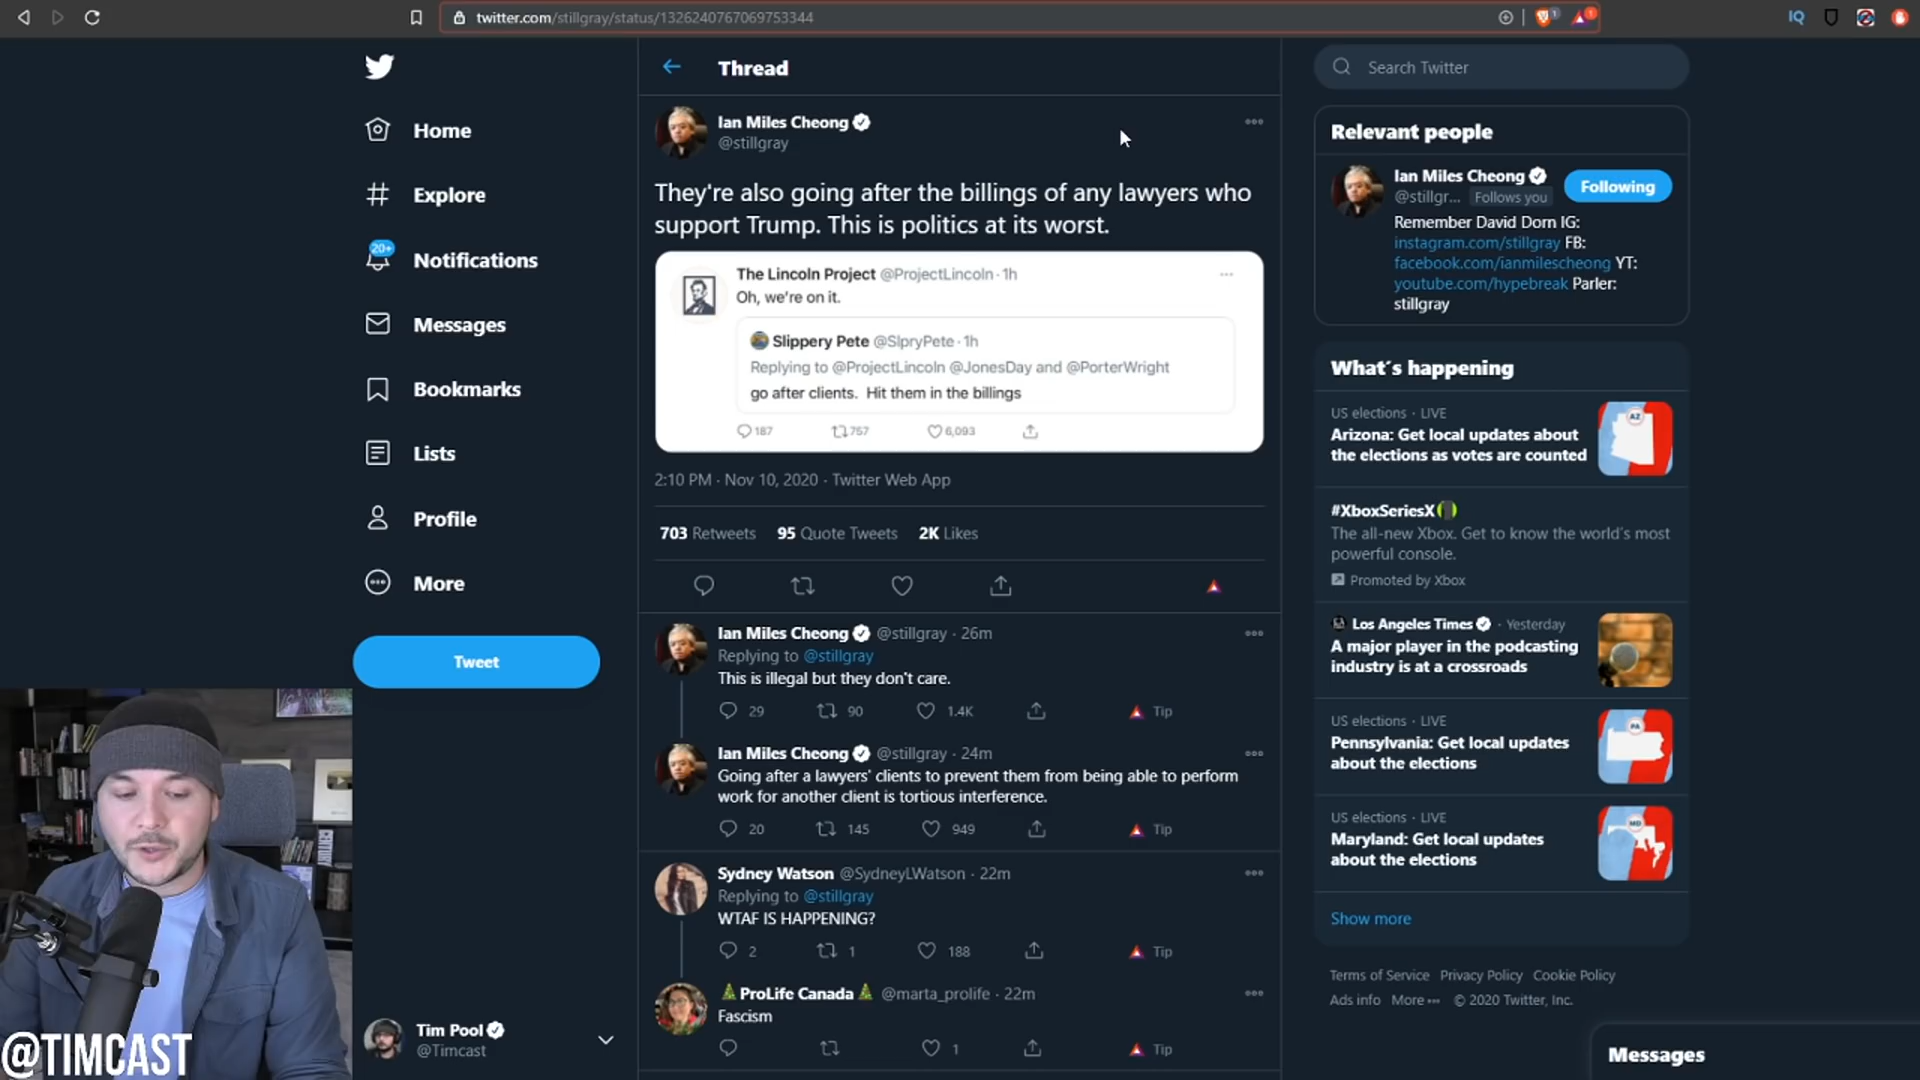 twitter.com/stillgray/status/1326240767069753344
1
1
IQ
Home
Explore
20+
Notifications
Messages
Bookmarks
Lists
Profile
More
Tweet
Tim Pool
@Timcast
@TIMCAST
Thread
Ian Miles Cheong
@stillgray
They're also going after the billings of any lawyers who
support Trump. This is politics at its worst.
The Lincoln Project @ProjectLincoln · 1h
Oh, we're on it.
Slippery Pete @SlpryPete · 1h
Replying to @ProjectLincoln @JonesDay and @PorterWright
go after clients. Hit them in the billings
187 757 6,093
2:10 PM · Nov 10, 2020 · Twitter Web App
703 Retweets 95 Quote Tweets 2K Likes
Ian Miles Cheong @stillgray · 26m
Replying to @stillgray
This is illegal but they don't care.
29 90 1.4K Tip
Ian Miles Cheong @stillgray · 24m
Going after a lawyers' clients to prevent them from being able to perform
work for another client is tortious interference.
20 145 949 Tip
Sydney Watson @SydneyLWatson · 22m
Replying to @stillgray
WTAF IS HAPPENING?
2 1 188 Tip
ProLife Canada @marta_prolife · 22m
Fascism
1 Tip
Search Twitter
Relevant people
Ian Miles Cheong
@stillgr... Follows you
Following
Remember David Dorn IG:
instagram.com/stillgray FB:
facebook.com/ianmilescheong YT:
youtube.com/hypebreak Parler:
stillgray
What's happening
US elections · LIVE
Arizona: Get local updates about
the elections as votes are counted
AZ
#XboxSeriesX
The all-new Xbox. Get to know the world's most
powerful console.
Promoted by Xbox
Los Angeles Times · Yesterday
A major player in the podcasting
industry is at a crossroads
US elections · LIVE
Pennsylvania: Get local updates
about the elections
PA
US elections · LIVE
Maryland: Get local updates
about the elections
MD
Show more
Terms of Service Privacy Policy Cookie Policy
Ads info More ··· © 2020 Twitter, Inc.
Messages